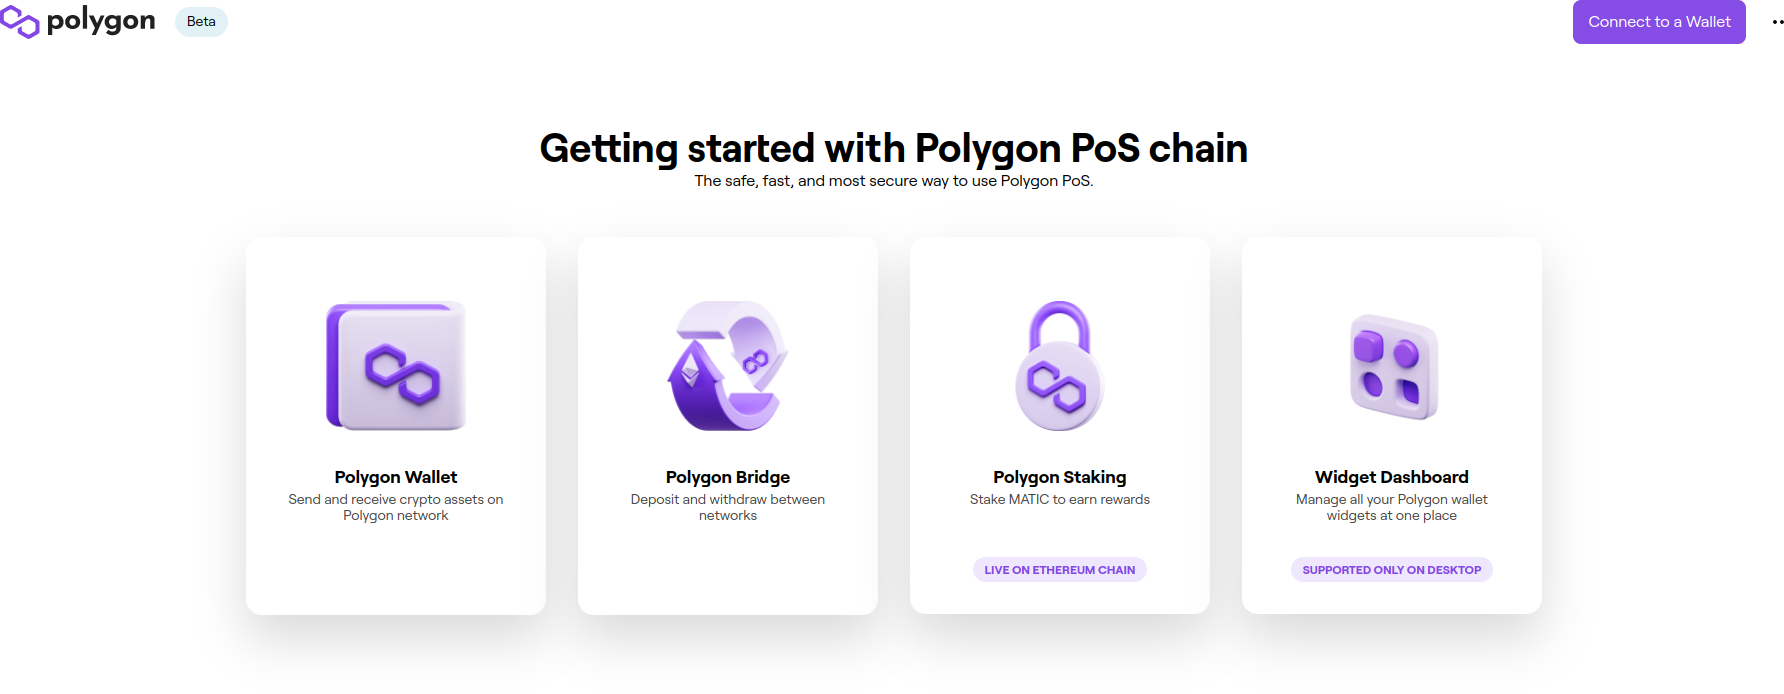 polygon
Beta
Connect to a Wallet
Getting started with Polygon PoS chain
The safe, fast, and most secure way to use Polygon PoS.
Polygon Wallet
Send and receive crypto assets on
Polygon network
Polygon Bridge
Deposit and withdraw between
networks
Polygon Staking
Stake MATIC to earn rewards
LIVE ON ETHEREUM CHAIN
Widget Dashboard
Manage all your Polygon wallet
widgets at one place
SUPPORTED ONLY ON DESKTOP